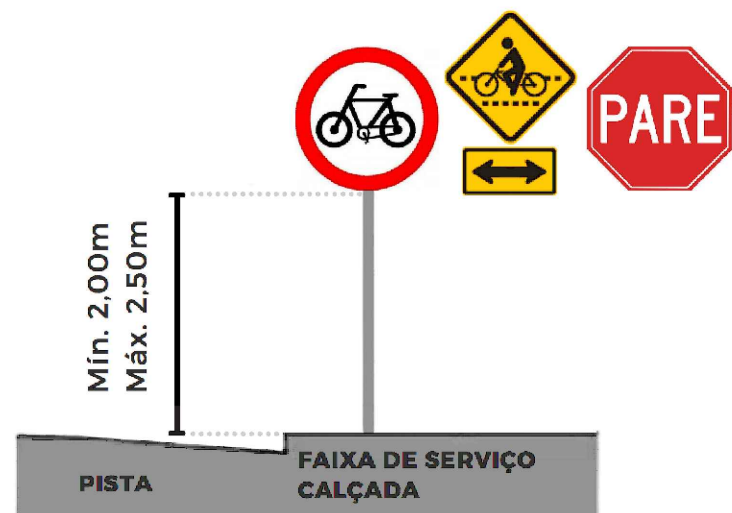 PARE
Mín. 2,00m
Máx. 2,50m
PISTA
FAIXA DE SERVIÇO
CALÇADA